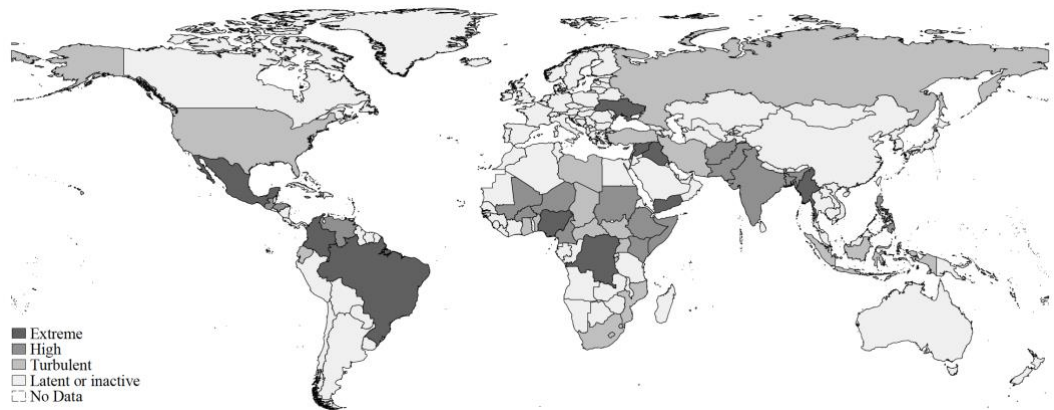 Extreme
High
Turbulent
Latent or inactive
No Data